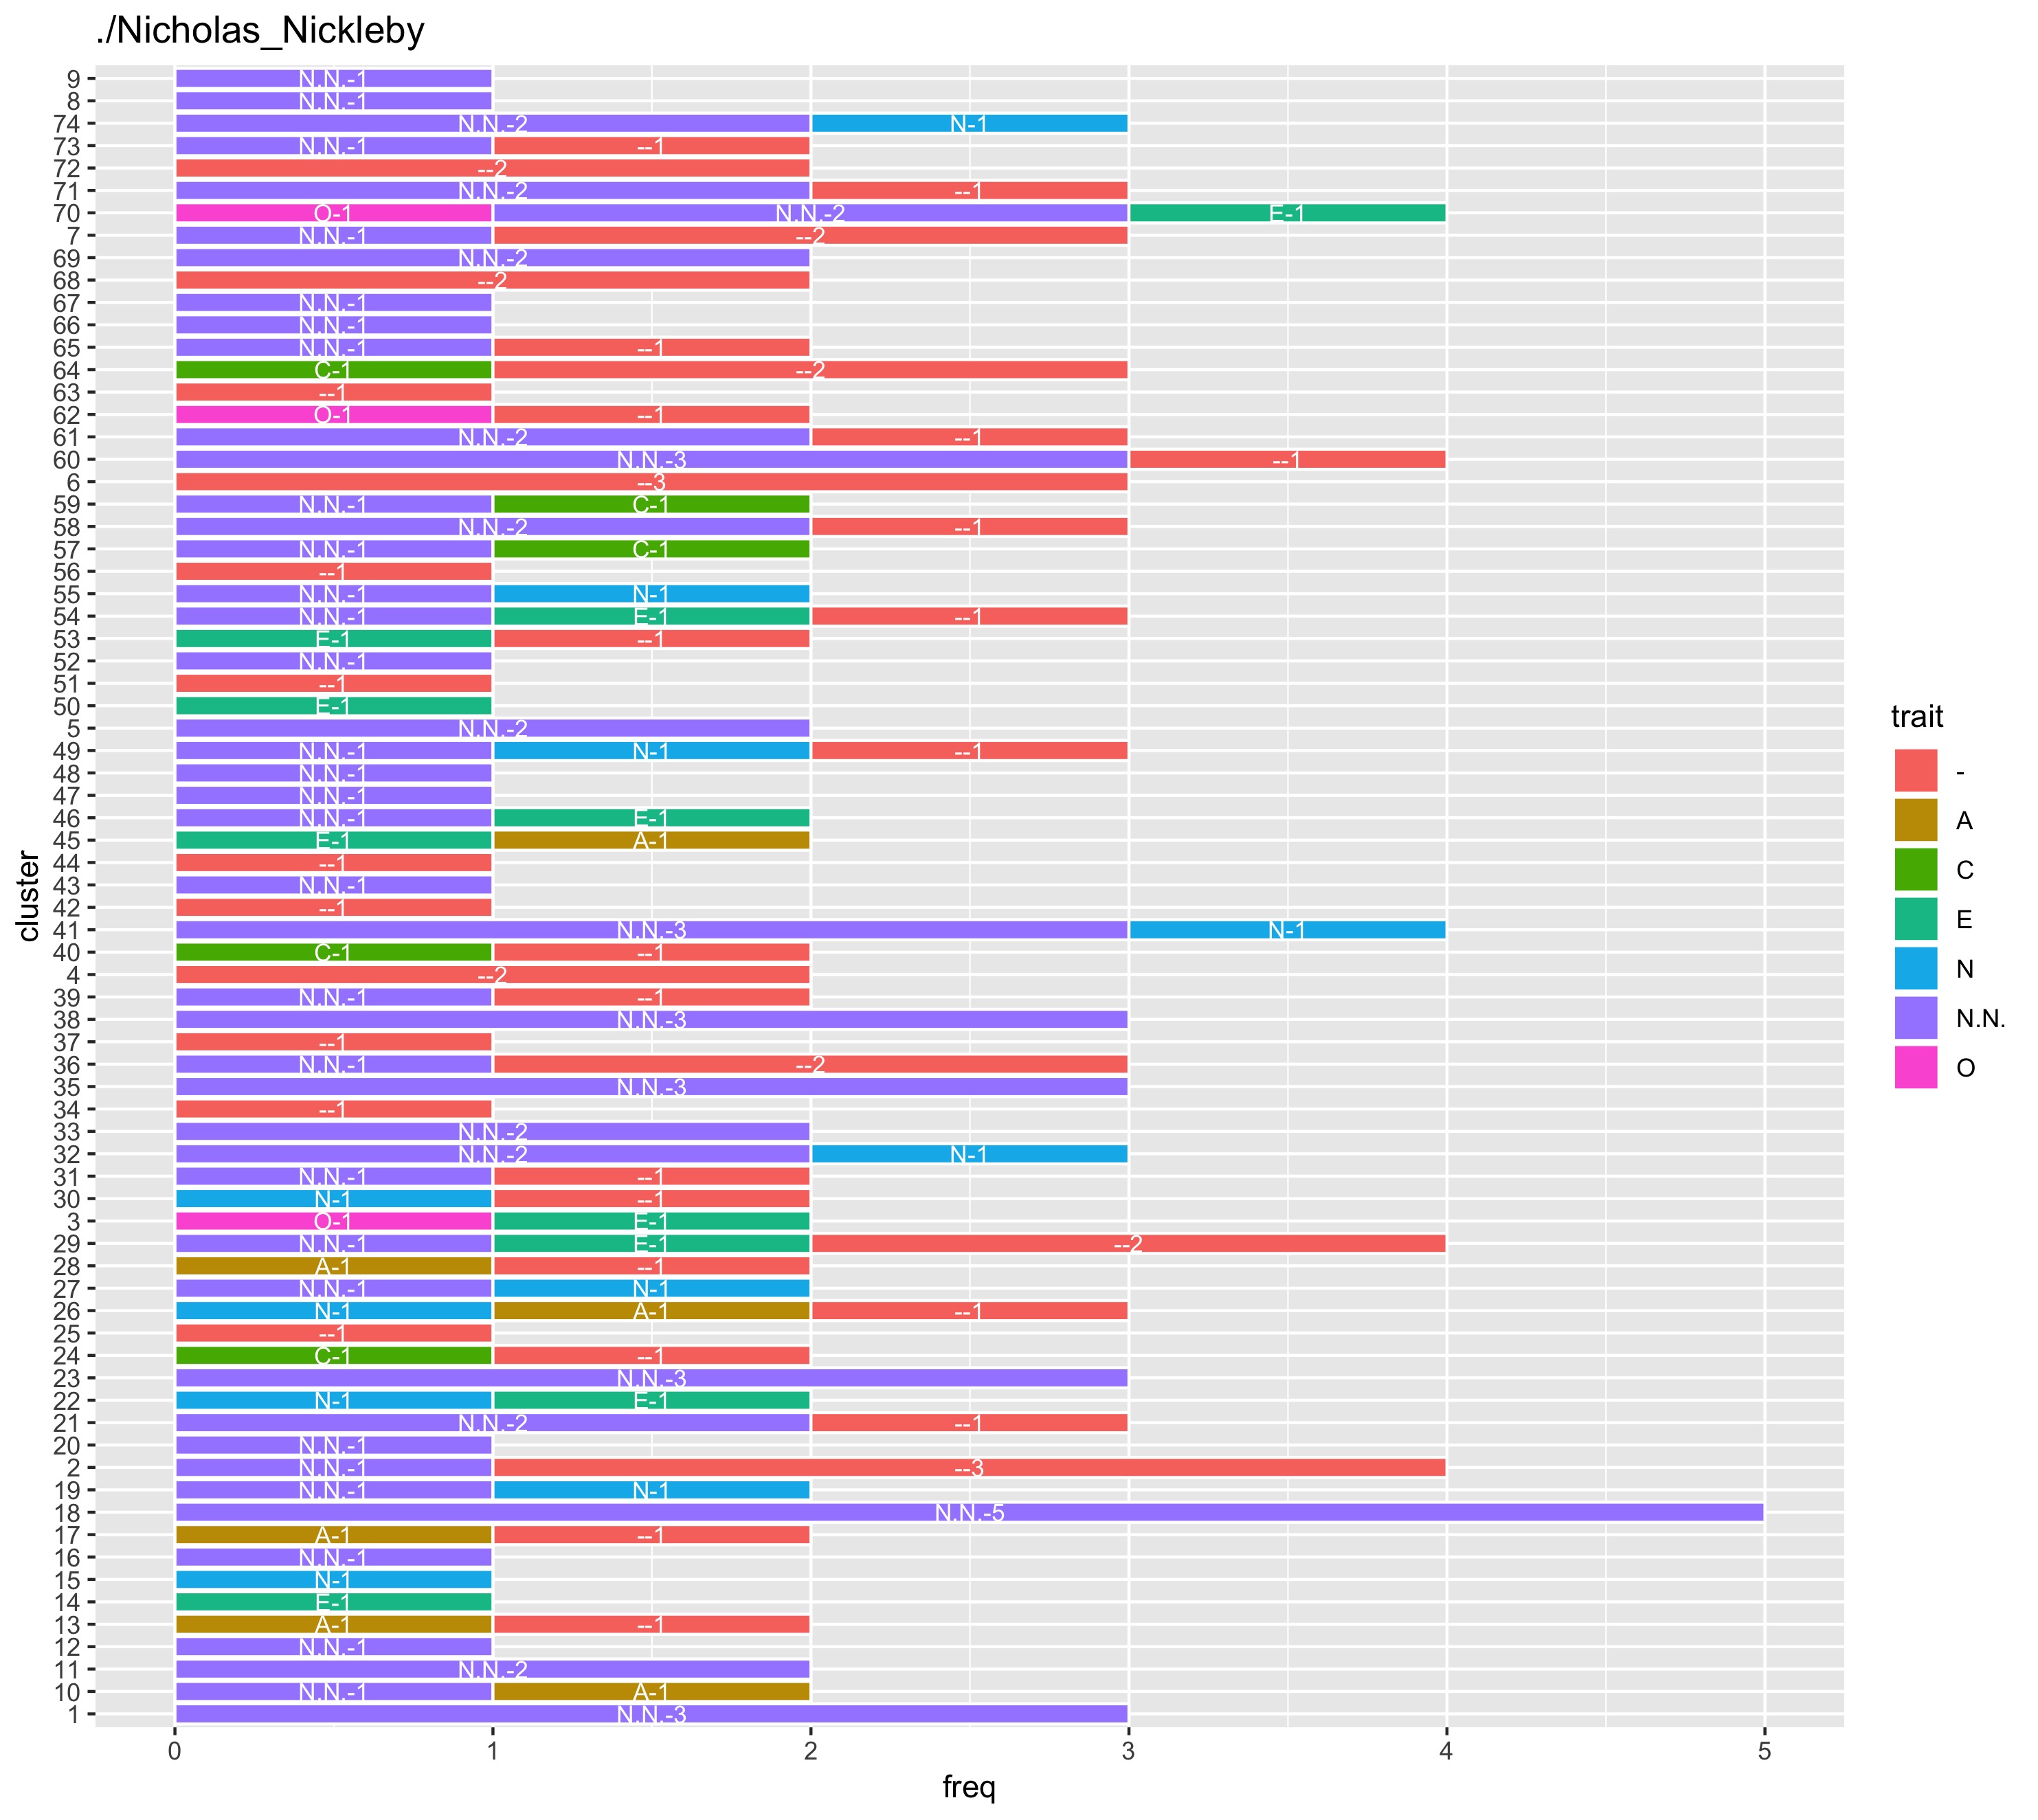 ./Nicholas_Nickleby
9 N.N.-1
8 N.N.-1
74 N.N.-2 N-1
73 N.N.-1 --1
72 --2
71 N.N.-2 --1
70 O-1 N.N.-2 E-1
7 N.N.-1 --2
69 N.N.-2
68 --2
67 N.N.-1
66 N.N.-1
65 N.N.-1 --1
64 C-1 --2
63 --1
62 O-1 --1
61 N.N.-2 --1
60 N.N.-3 --1
6 --3
59 N.N.-1 C-1
58 N.N.-2 --1
57 N.N.-1 C-1
56 --1
55 N.N.-1 N-1
54 N.N.-1 E-1 --1
53 E-1 --1
52 N.N.-1
51 --1
50 E-1
5 N.N.-2
49 N.N.-1 N-1 --1
48 N.N.-1
47 N.N.-1
46 N.N.-1 E-1
45 E-1 A-1
44 --1
43 N.N.-1
42 --1
41 N.N.-3 N-1
40 C-1 --1
4 --2
39 N.N.-1 --1
38 N.N.-3
37 --1
36 N.N.-1 --2
35 N.N.-3
34 --1
33 N.N.-2
32 N.N.-2 N-1
31 N.N.-1 --1
30 N-1 --1
3 O-1 E-1
29 N.N.-1 E-1 --2
28 A-1 --1
27 N.N.-1 N-1
26 N-1 A-1 --1
25 --1
24 C-1 --1
23 N.N.-3
22 N-1 E-1
21 N.N.-2 --1
20 N.N.-1
2 N.N.-1 --3
19 N.N.-1 N-1
18 N.N.-5
17 A-1 --1
16 N.N.-1
15 N-1
14 E-1
13 A-1 --1
12 N.N.-1
11 N.N.-2
10 N.N.-1 A-1
1 N.N.-3
0 1 2 3 4 5
freq
cluster
trait
-
A
C
E
N
N.N.
O